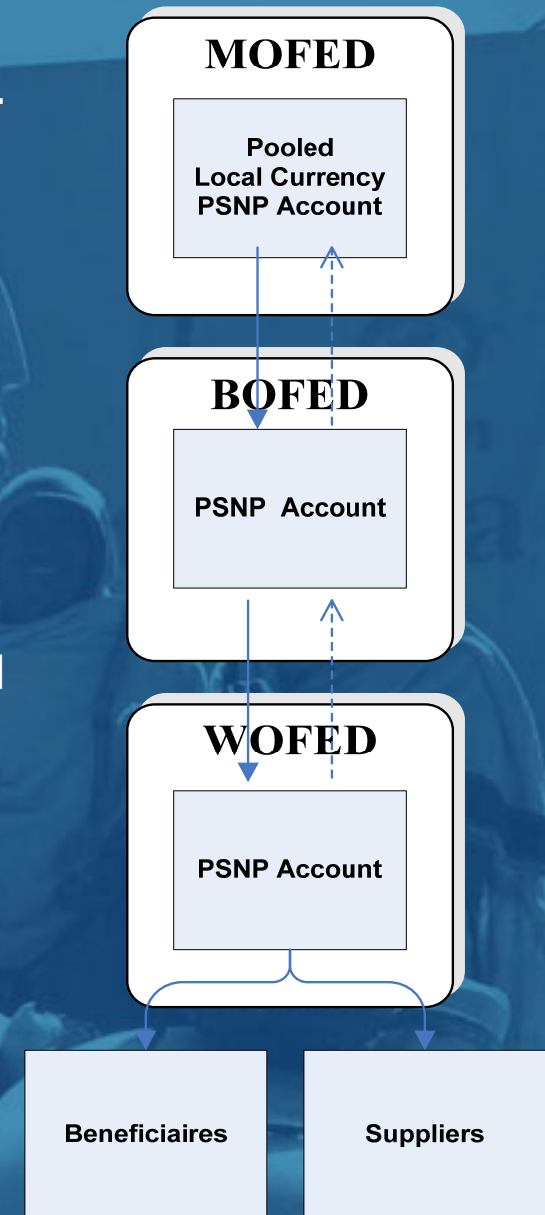 MOFED
Pooled
Local Currency
PSNP Account
BOFED
PSNP Account
WOFED
PSNP Account
Beneficiaires
Suppliers